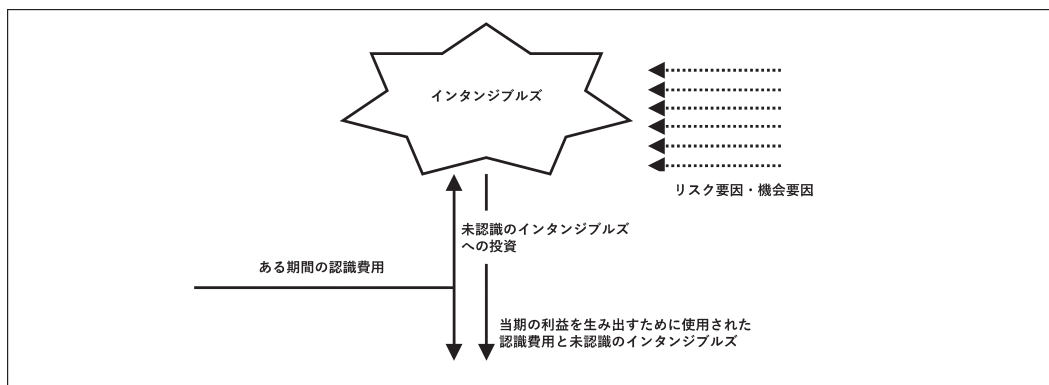 インタンジブルズ
リスク要因・機会要因
未認識のインタンジブルズ
への投資
ある期間の認識費用
当期の利益を生み出すために使用された
認識費用と未認識のインタンジブルズ